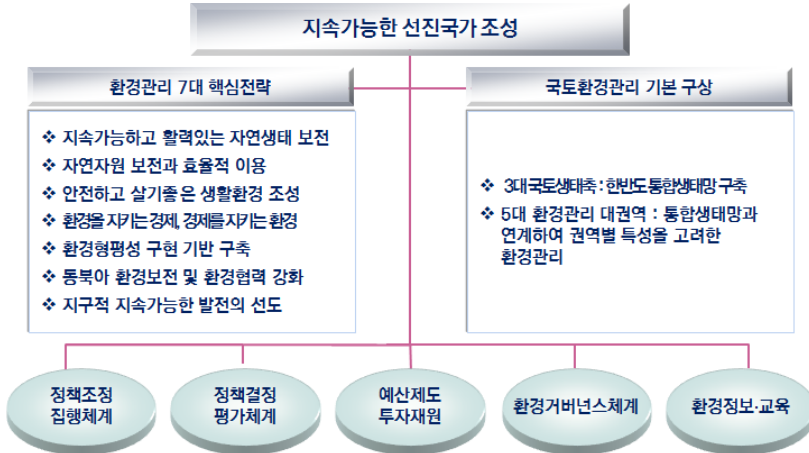 지속가능한 선진국가 조성
환경관리 7대 핵심전략
❖ 지속가능하고 활력있는 자연생태 보전
❖ 자연자원 보전과 효율적 이용
❖ 안전하고 살기좋은 생활환경 조성
❖ 환경을 지키는 경제, 경제를 지키는 환경
❖ 환경형평성 구현 기반 구축
❖ 동북아 환경보전 및 환경협력 강화
❖ 지구적 지속가능한 발전의 선도
국토환경관리 기본 구상
❖ 3대 국토생태축 : 한반도 통합생태망 구축
❖ 5대 환경관리 대권역 : 통합생태망과
연계하여 권역별 특성을 고려한
환경관리
정책조정
집행체계
정책결정
평가체계
예산제도
투자재원
환경거버넌스체계
환경정보·교육